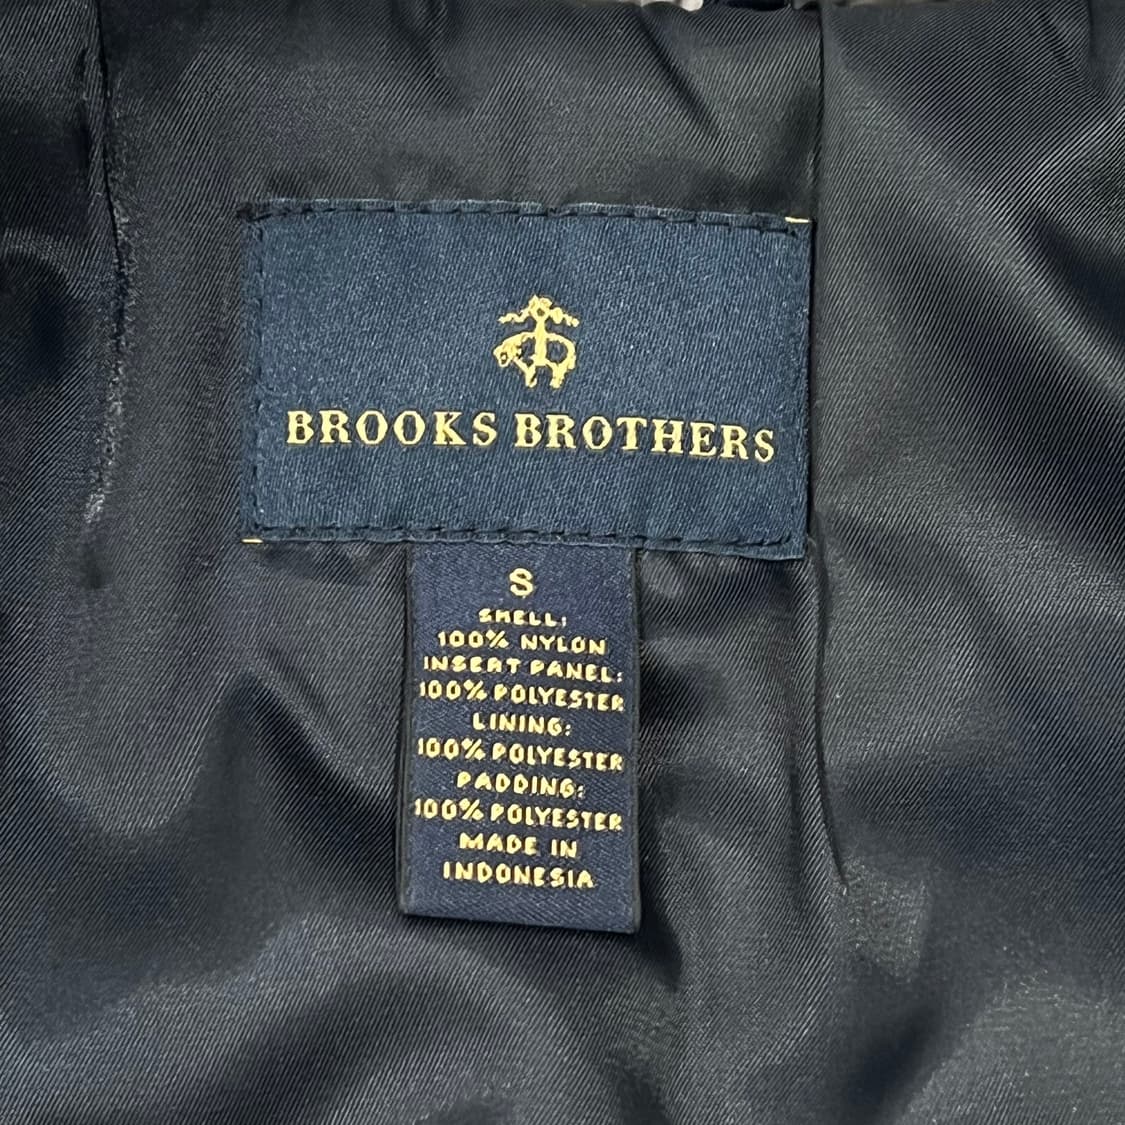 BROOKS BROTHERS
S
SHELL:
100% NYLON
INSERT PANEL:
100% POLYESTER
LINING:
100% POLYESTER
PADDING:
100% POLYESTER
MADE IN
INDONESIA